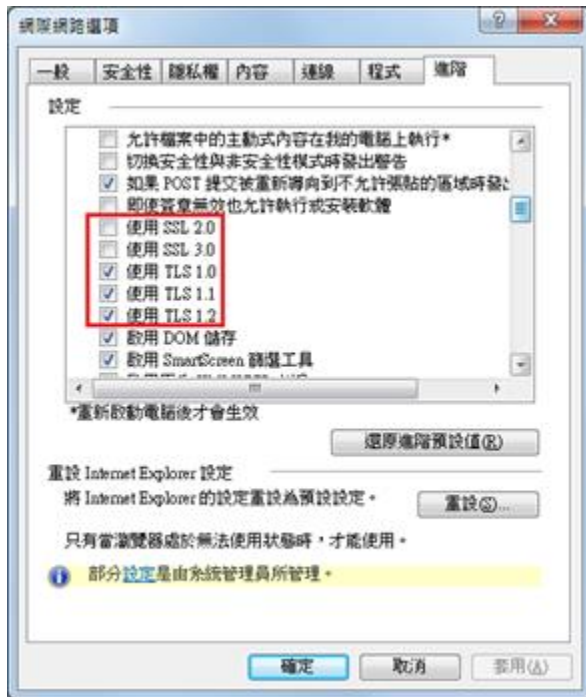 網際網路選項
一般 安全性 隱私權 內容 連線 程式 進階
設定
允許檔案中的主動式內容在我的電腦上執行*
切換安全性與非安全性模式時發出警告
如果 POST 提交被重新導向到不允許張貼的區域時發
即使簽章無效也允許執行或安裝軟體
使用 SSL 2.0
使用 SSL 3.0
使用 TLS 1.0
使用 TLS 1.1
使用 TLS 1.2
啟用 DOM 儲存
啟用 SmartScreen 篩選工具
*重新啟動電腦後才會生效
還原進階預設值(R)
重設 Internet Explorer 設定
將 Internet Explorer 的設定重設為預設設定。
重設(S)...
只有當瀏覽器處於無法使用狀態時，才能使用。
部分設定是由系統管理員所管理。
確定 取消 套用(A)